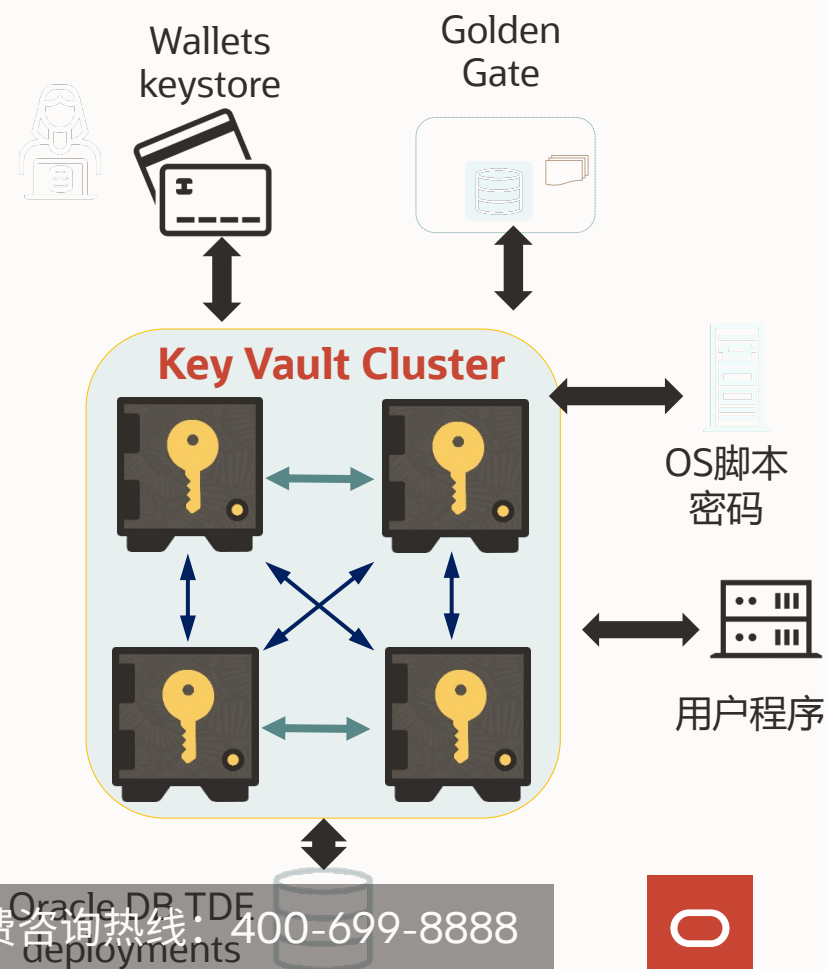 Wallets
keystore
Golden
Gate
Key Vault Cluster
OS脚本
密码
用户程序
Oracle DB TDE
deployments
费咨询热线：400-699-8888